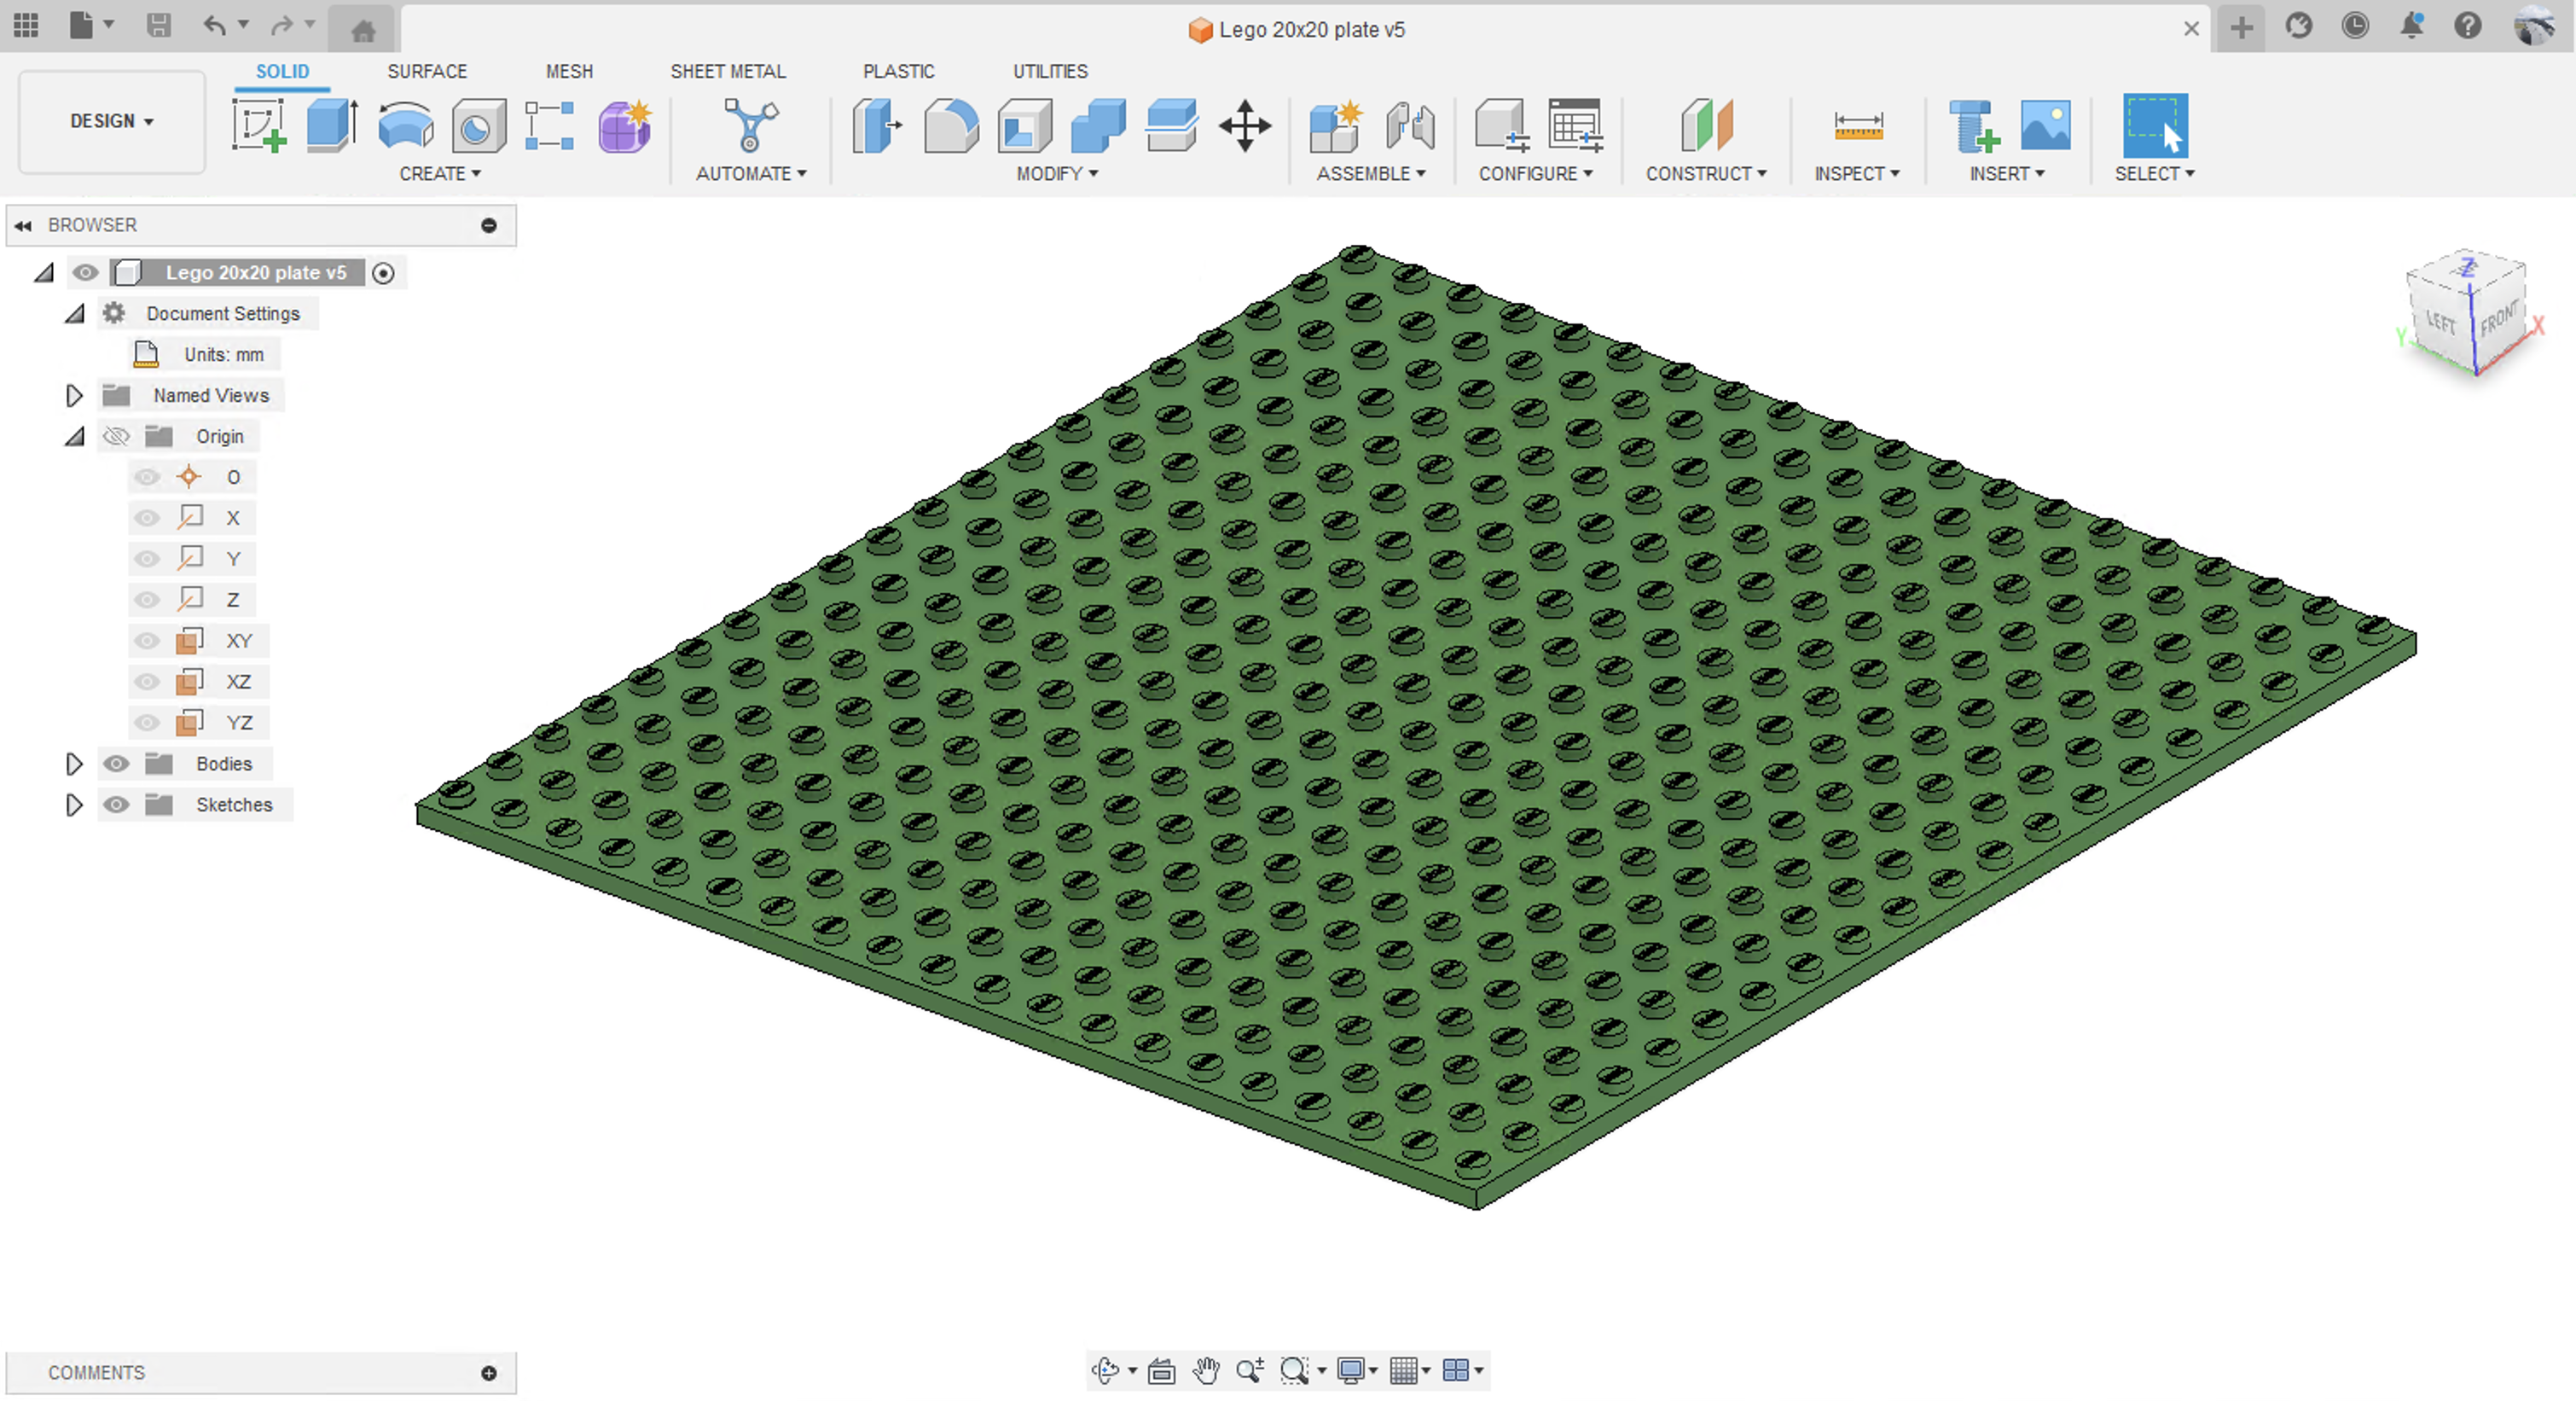 Lego 20x20 plate v5
SOLID SURFACE MESH SHEET METAL PLASTIC UTILITIES
DESIGN
CREATE AUTOMATE MODIFY ASSEMBLE CONFIGURE CONSTRUCT INSPECT INSERT SELECT
BROWSER
Lego 20x20 plate v5
Document Settings
Units: mm
Named Views
Origin
O
X
Y
Z
XY
XZ
YZ
Bodies
Sketches
Z
LEFT FRONT
Y X
COMMENTS